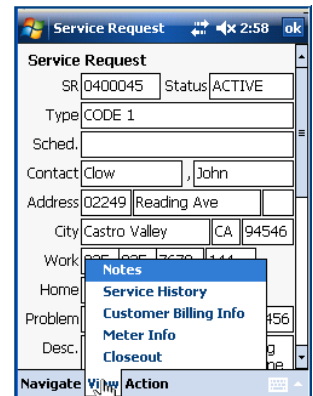 Service Request 2:58 ok
Service Request
SR 0400045 Status ACTIVE
Type CODE 1
Sched.
Contact Clow , John
Address 02249 Reading Ave
City Castro Valley CA 94546
Work
Notes
Home
Service History
Customer Billing Info
Problem 456
Meter Info
Desc.
Closeout
Navigate View Action